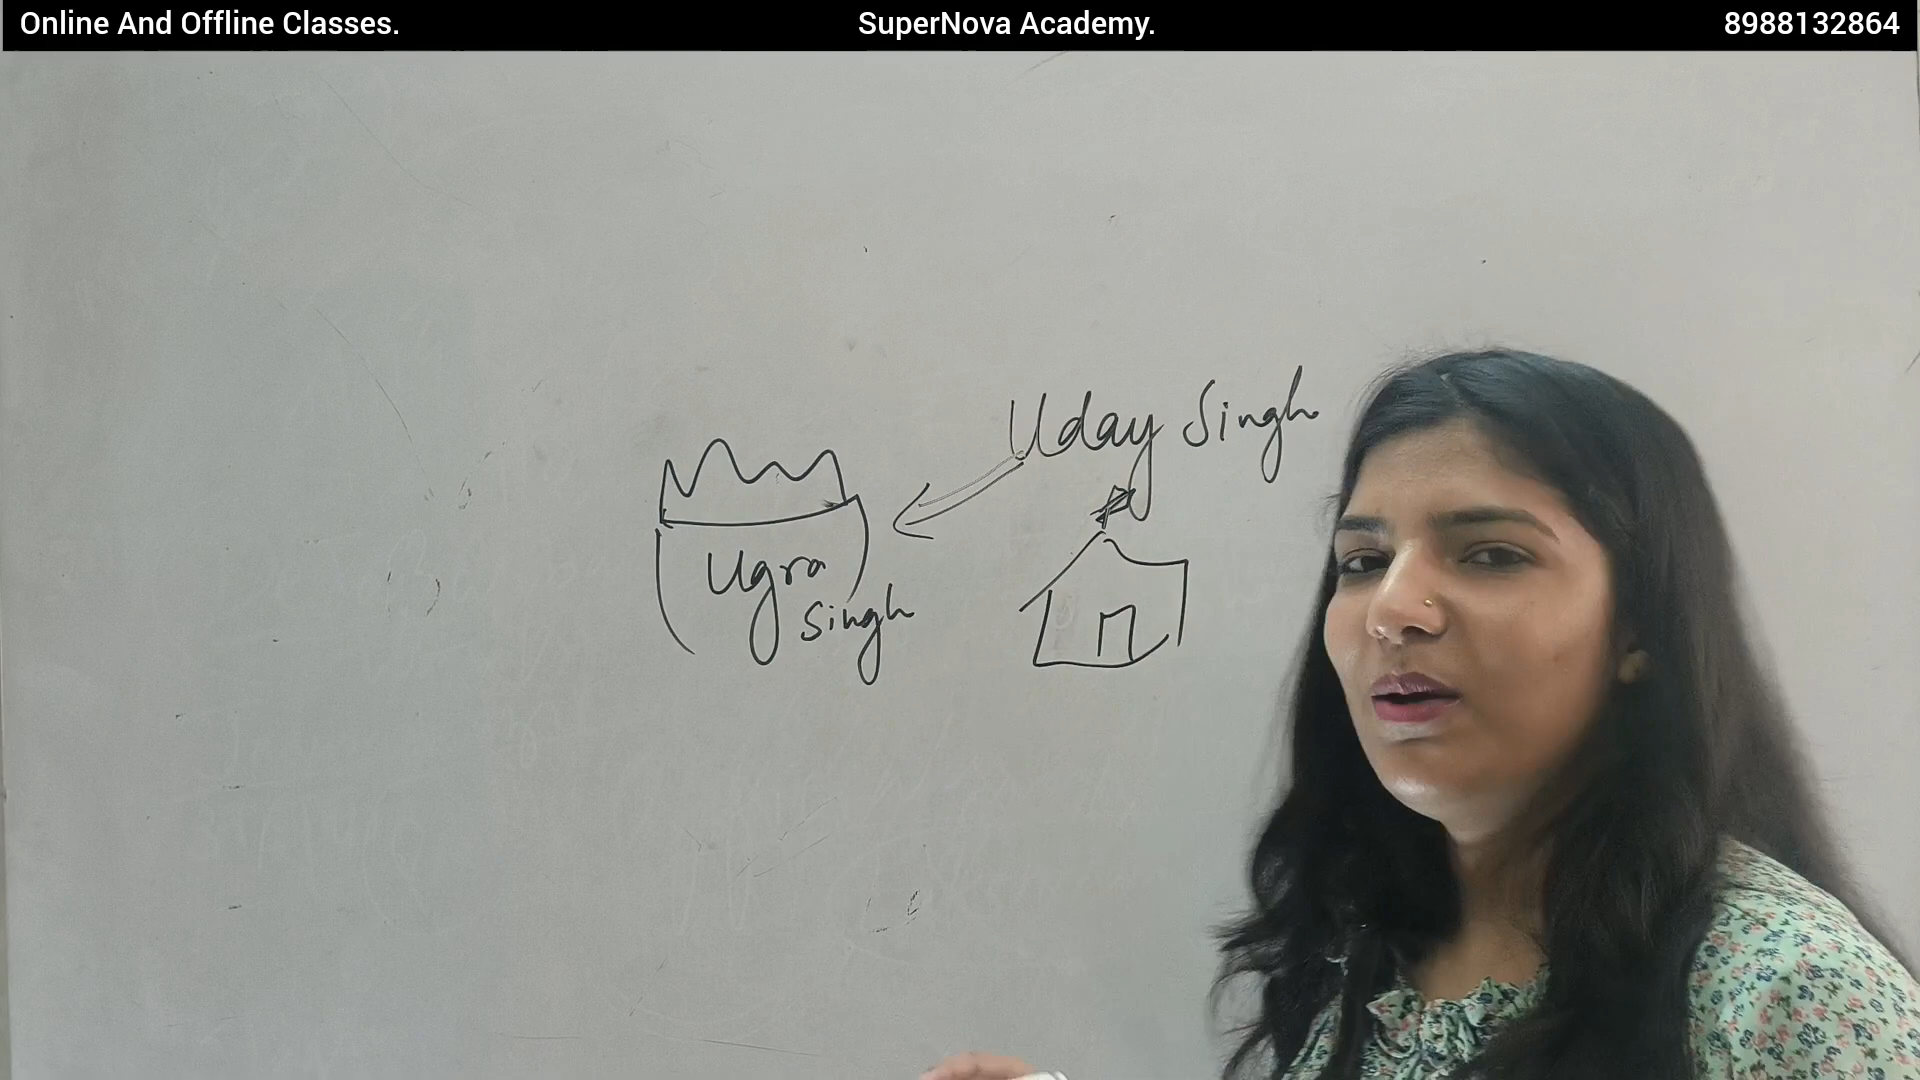 Online And Offline Classes. SuperNova Academy. 8988132864
Uday Singh
Ugra
Singh